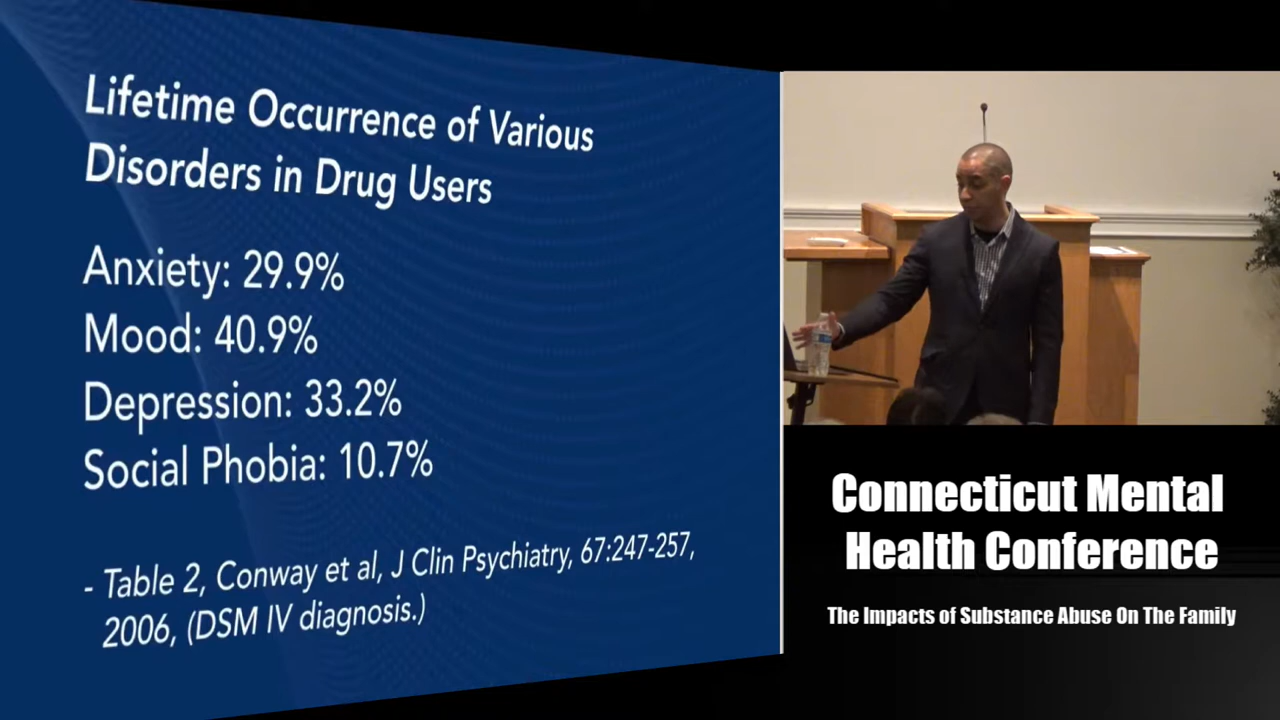 Lifetime Occurrence of Various
Disorders in Drug Users
Anxiety: 29.9%
Mood: 40.9%
Depression: 33.2%
Social Phobia: 10.7%
- Table 2, Conway et al, J Clin Psychiatry, 67:247-257,
2006, (DSM IV diagnosis.)
Connecticut Mental
Health Conference
The Impacts of Substance Abuse On The Family